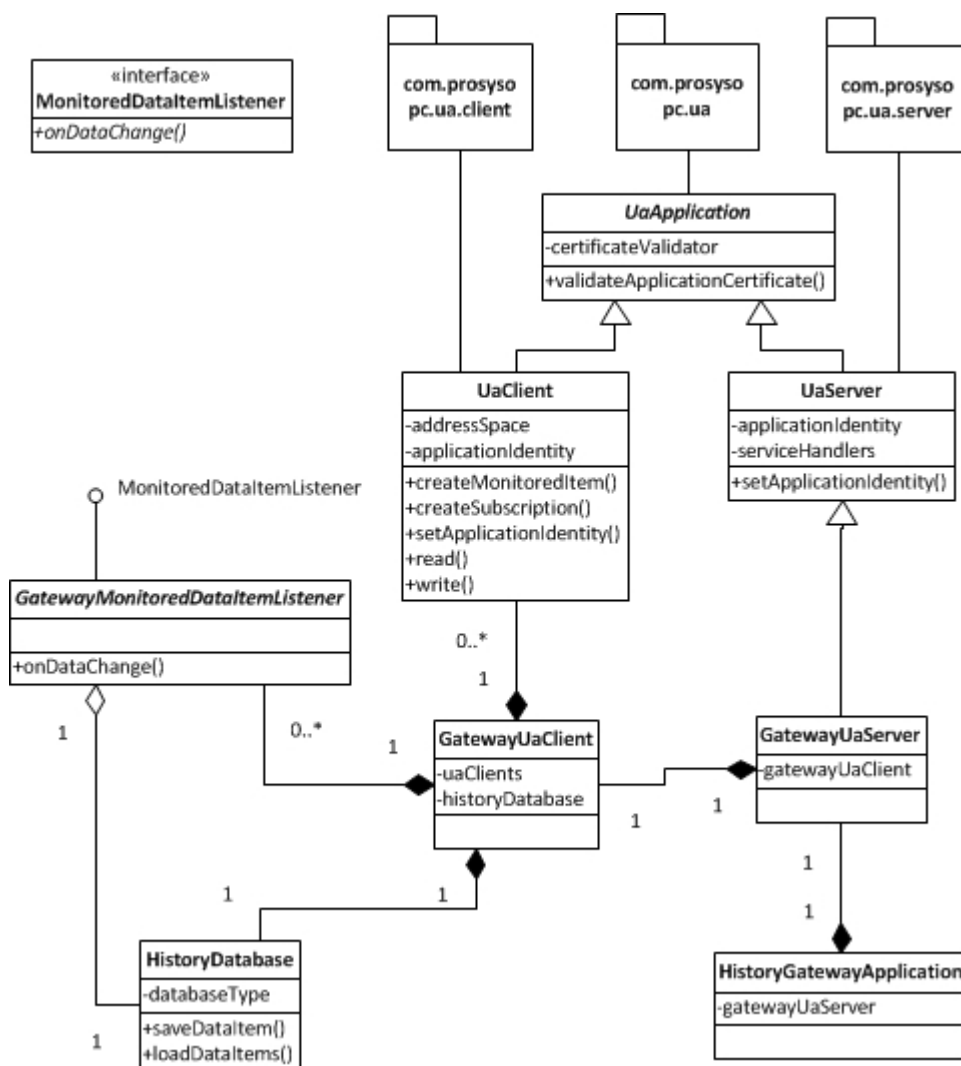 «interface»
MonitoredDataItemListener
+onDataChange()
com.prosyso
pc.ua.client
com.prosyso
pc.ua
com.prosyso
pc.ua.server
UaApplication
-certificateValidator
+validateApplicationCertificate()
UaClient
-addressSpace
-applicationIdentity
+createMonitoredItem()
+createSubscription()
+setApplicationIdentity()
+read()
+write()
UaServer
-applicationIdentity
-serviceHandlers
+setApplicationIdentity()
MonitoredDataItemListener
GatewayMonitoredDataItemListener
+onDataChange()
0..*
1
1
0..*
1
GatewayUaClient
-uaClients
-historyDatabase
GatewayUaServer
-gatewayUaClient
1
1
1
1
1
1
HistoryDatabase
-databaseType
+saveDataItem()
+loadDataItems()
1
HistoryGatewayApplication
-gatewayUaServer